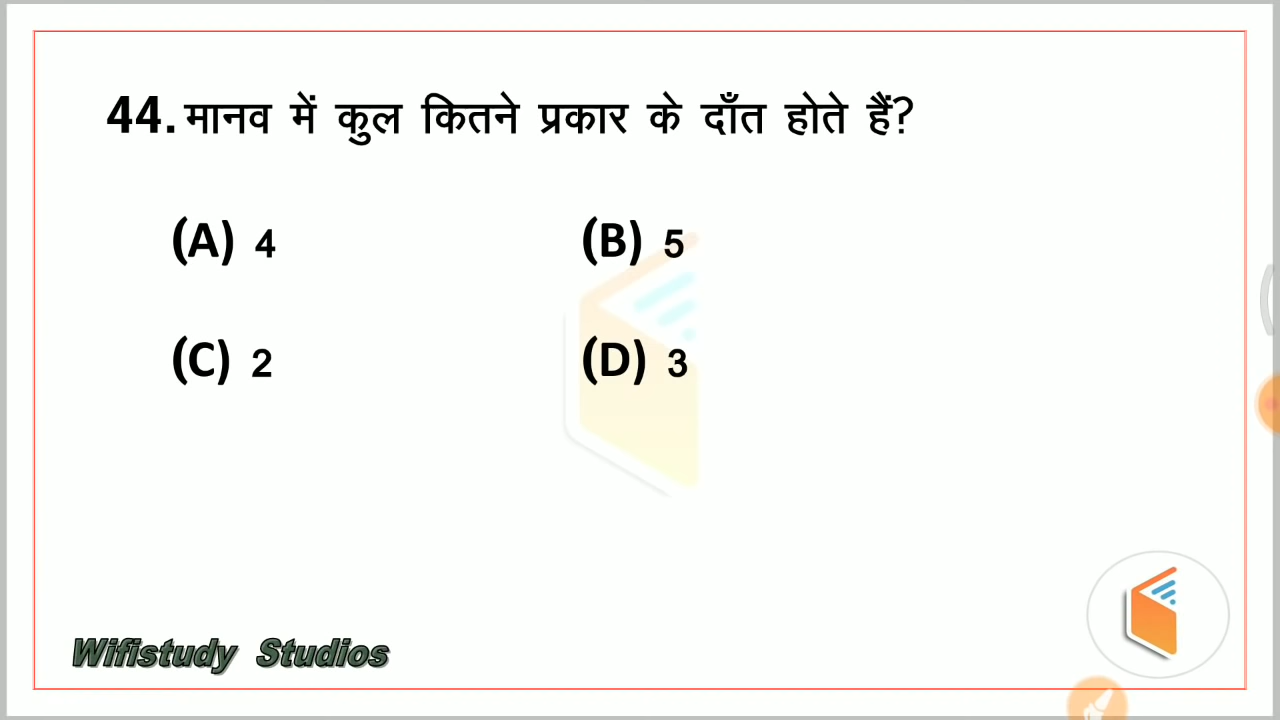 44. मानव में कुल कितने प्रकार के दाँत होते हैं?
(A) 4 (B) 5
(C) 2 (D) 3
Wifistudy Studios